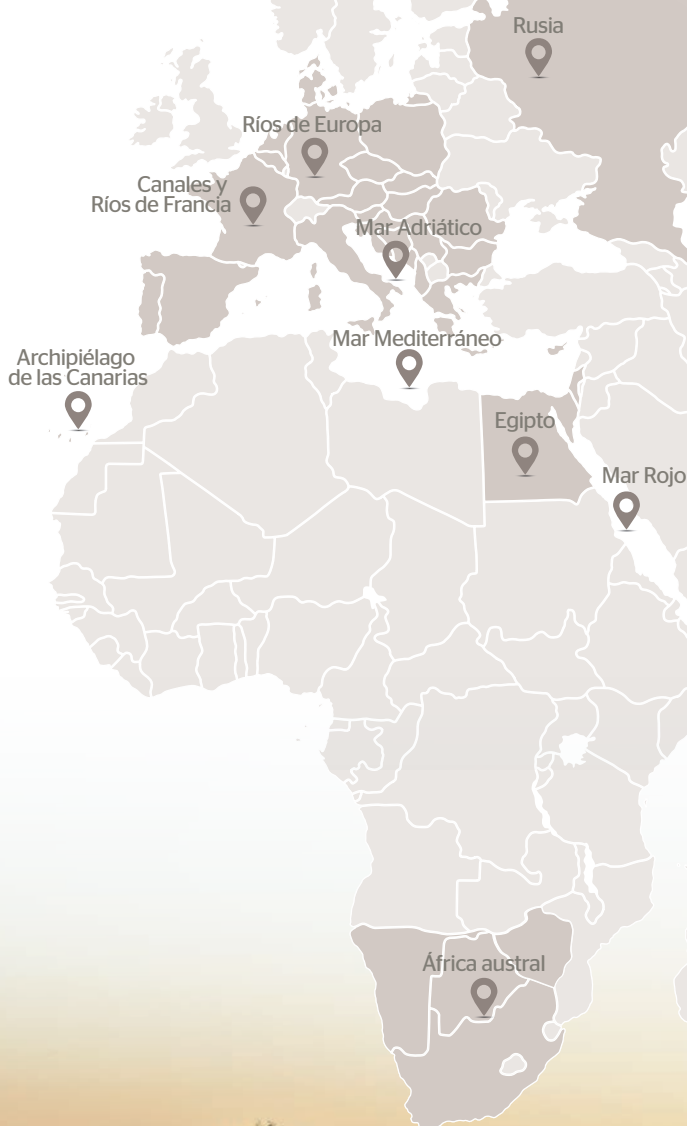 Rusia
Ríos de Europa
Canales y
Ríos de Francia
Mar Adriático
Mar Mediterráneo
Archipiélago
de las Canarias
Egipto
Mar Rojo
África austral